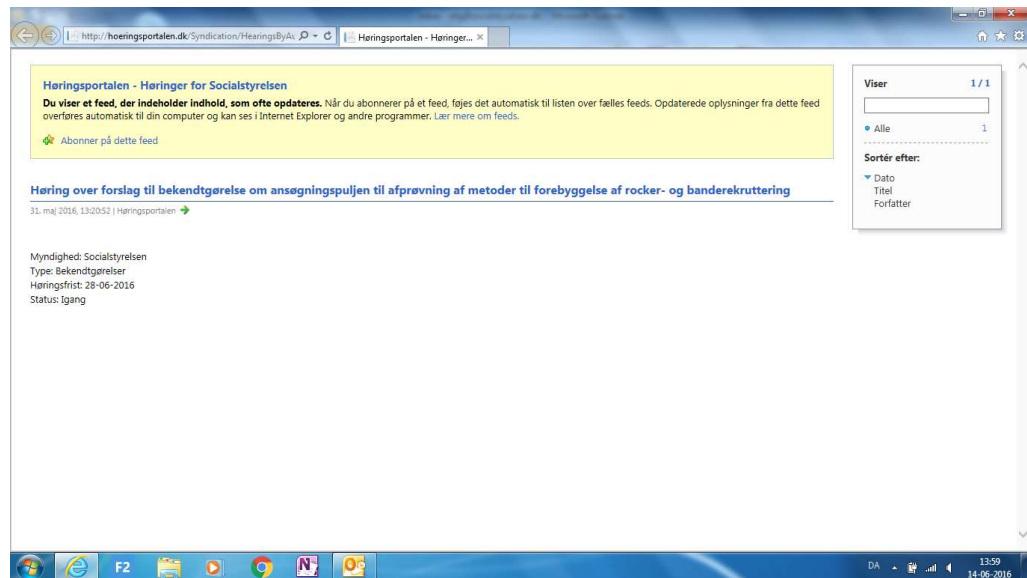 http://hoeringsportalen.dk/Syndication/HearingsByAu
Høringsportalen - Høringer...
Høringsportalen - Høringer for Socialstyrelsen
Du viser et feed, der indeholder indhold, som ofte opdateres. Når du abonnerer på et feed, føjes det automatisk til listen over fælles feeds. Opdaterede oplysninger fra dette feed
overføres automatisk til din computer og kan ses i Internet Explorer og andre programmer. Lær mere om feeds.
Abonner på dette feed
Viser 1 / 1
Alle 1
Sortér efter:
Dato
Titel
Forfatter
Høring over forslag til bekendtgørelse om ansøgningspuljen til afprøvning af metoder til forebyggelse af rocker- og banderekruttering
31. maj 2016, 13:20:52 | Høringsportalen
Myndighed: Socialstyrelsen
Type: Bekendtgørelser
Høringsfrist: 28-06-2016
Status: Igang
F2
DA
13:59
14-06-2016